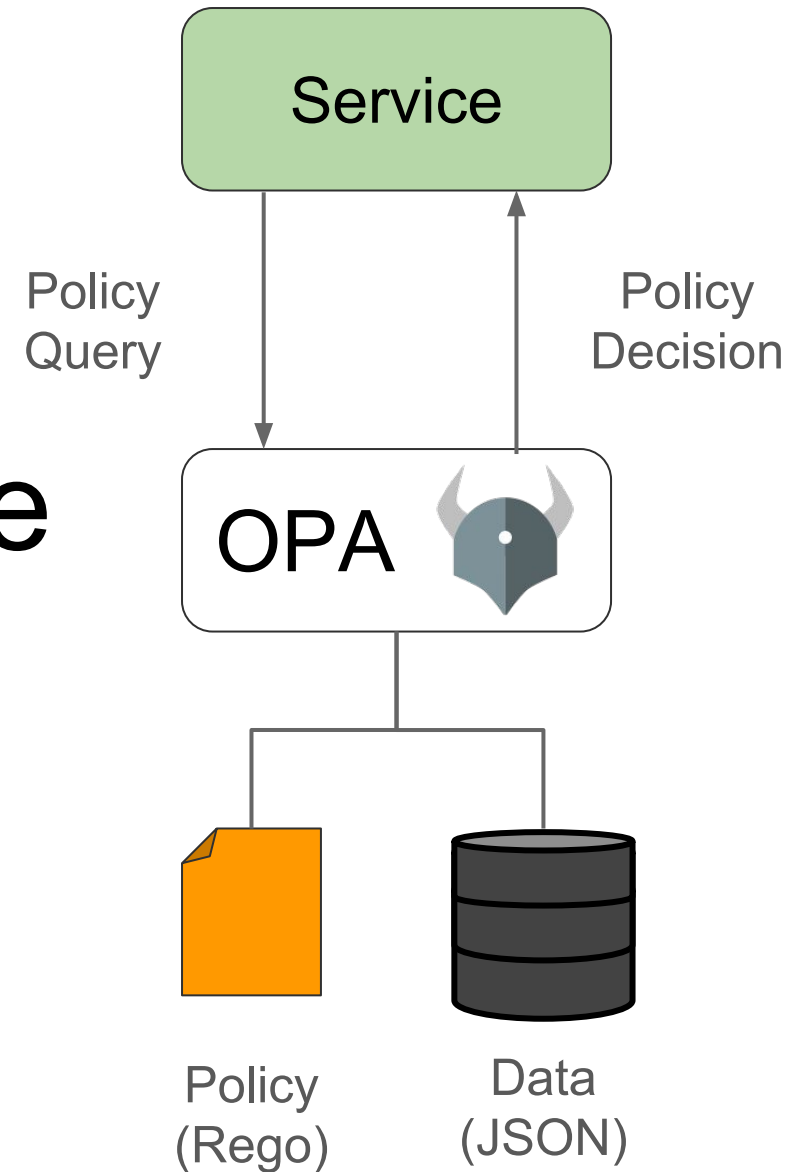 Service
Policy
Query
Policy
Decision
e
OPA
Policy
(Rego)
Data
(JSON)